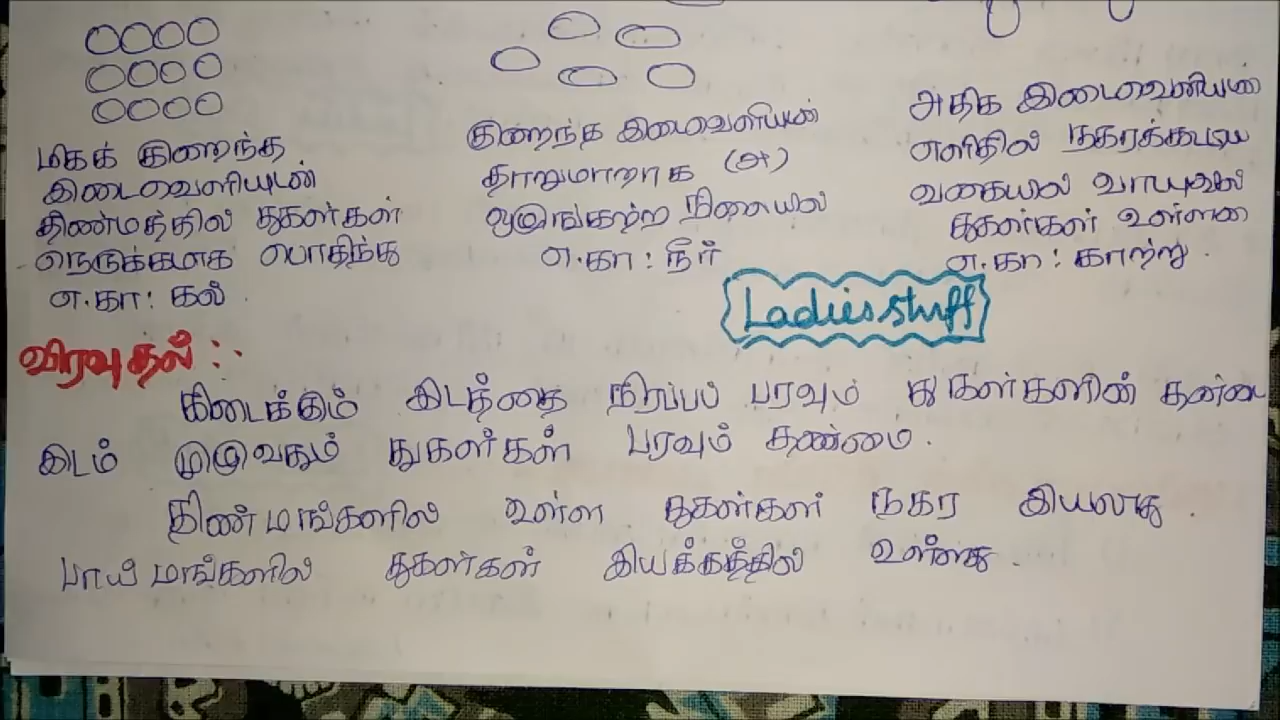 மிகக் குறைந்த
இடைவெளியுடன்
திண்மத்தில் துகள்கள்
நெருக்கமாக பொதிந்து
எ.கா: கல்
குறைந்த இடைவெளியுடன்
தாறுமாறாக (அ)
ஒழுங்கற்ற நிலையில்
எ.கா: நீர்
அதிக இடைவெளியுடன்
எளிதில் நகரக்கூடிய
வகையில் வாயுவில்
துகள்கள் உள்ளன
எ.கா: காற்று.
Ladies stuff
விரவுதல்:-
கிடைக்கும் இடத்தை நிரப்பப் பரவும் துகள்களின் தன்மை
இடம் முழுவதும் துகள்கள் பரவும் தன்மை.
திண்மங்களில் உள்ள துகள்கள் நகர இயலாது.
பாய்மங்களில் துகள்கள் இயக்கத்தில் உள்ளது.